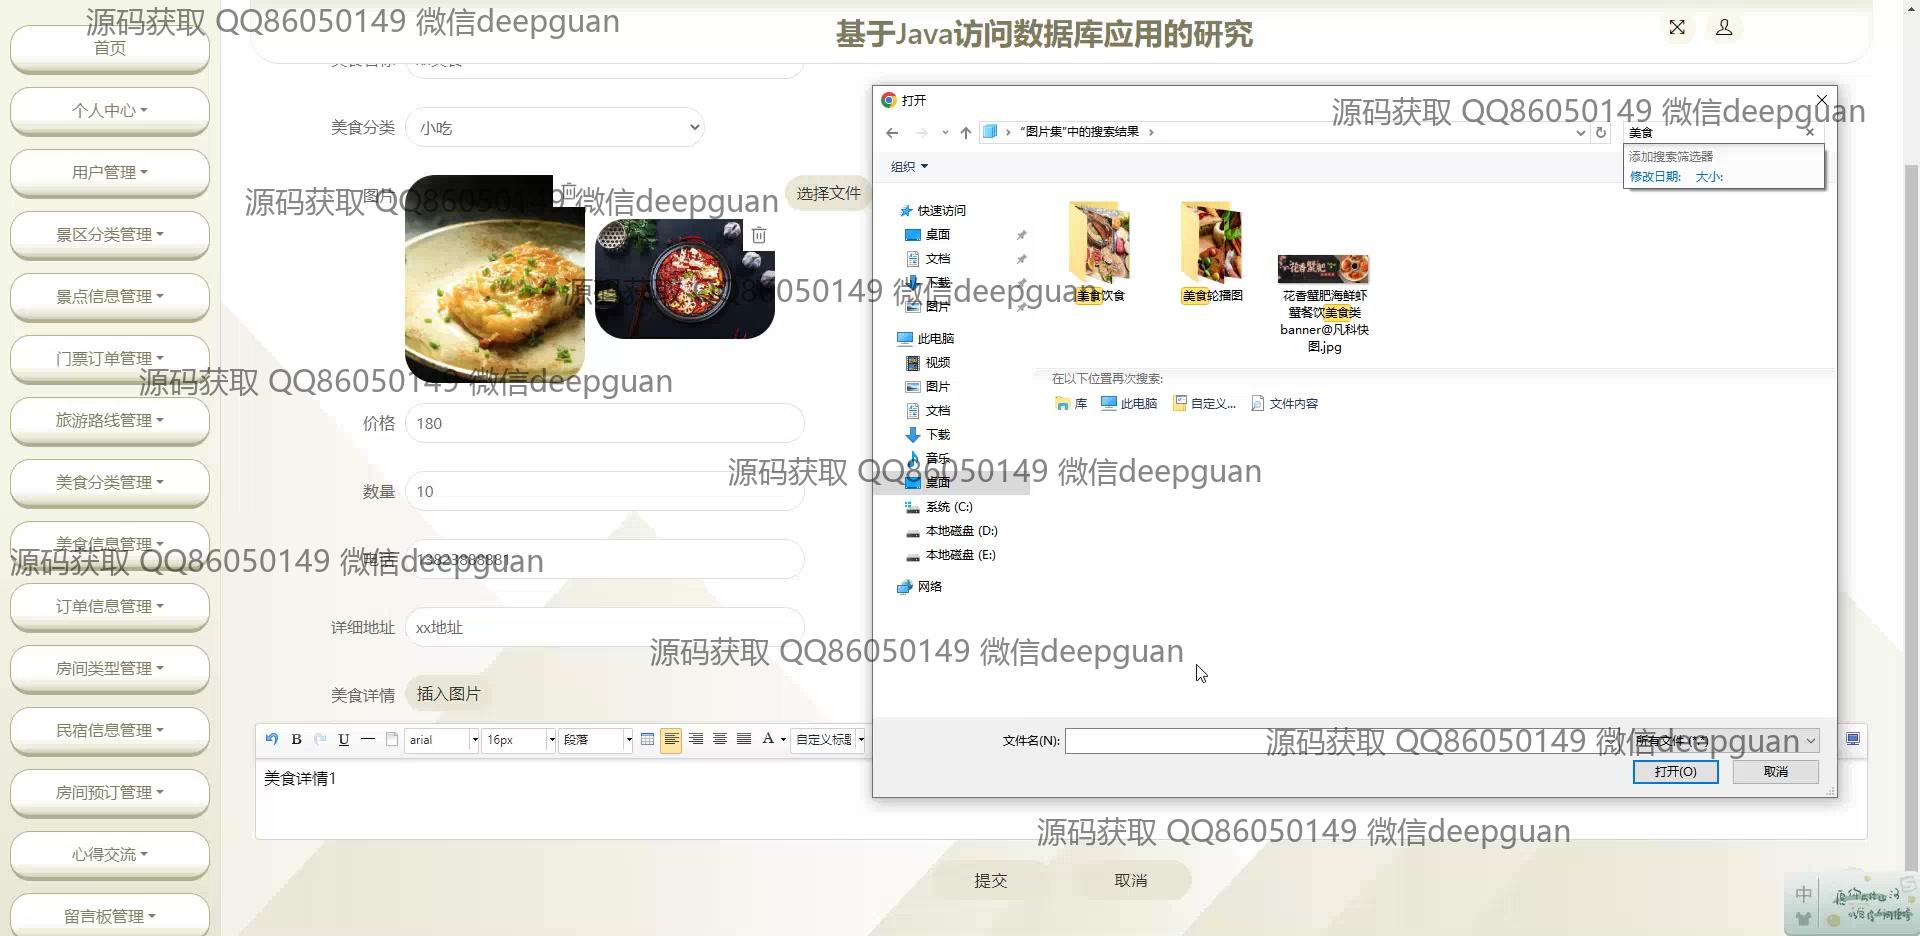 源码获取 QQ86050149 微信deepguan
基于Java访问数据库应用的研究
首页
个人中心
用户管理
景区分类管理
景点信息管理
门票订单管理
旅游路线管理
美食分类管理
美食信息管理
订单信息管理
房间类型管理
民宿信息管理
房间预订管理
心得交流
留言板管理
美食分类
小吃
图片
选择文件
源码获取 QQ86050149 微信deepguan
源码获取 QQ86050149 微信deepguan
源码获取 QQ86050149 微信deepguan
价格
180
数量
10
源码获取 QQ86050149 微信deepguan
电话
详细地址
xx地址
源码获取 QQ86050149 微信deepguan
美食详情
插入图片
B
U
arial
16px
段落
A
自定义标题
美食详情1
提交
取消
打开
源码获取 QQ86050149 微信deepguan
“图片集”中的搜索结果
美食
添加搜索筛选器
修改日期:
大小:
组织
快速访问
桌面
文档
下载
图片
此电脑
视频
图片
文档
下载
音乐
桌面
系统 (C:)
本地磁盘 (D:)
本地磁盘 (E:)
网络
美食饮食
美食轮播图
花香蟹肥海鲜虾
蟹餐饮美食类
banner@凡科快
图.jpg
在以下位置再次搜索:
库
此电脑
自定义...
文件内容
源码获取 QQ86050149 微信deepguan
文件名(N):
所有文件 (*.*)
源码获取 QQ86050149 微信deepguan
打开(O)
取消
源码获取 QQ86050149 微信deepguan
中